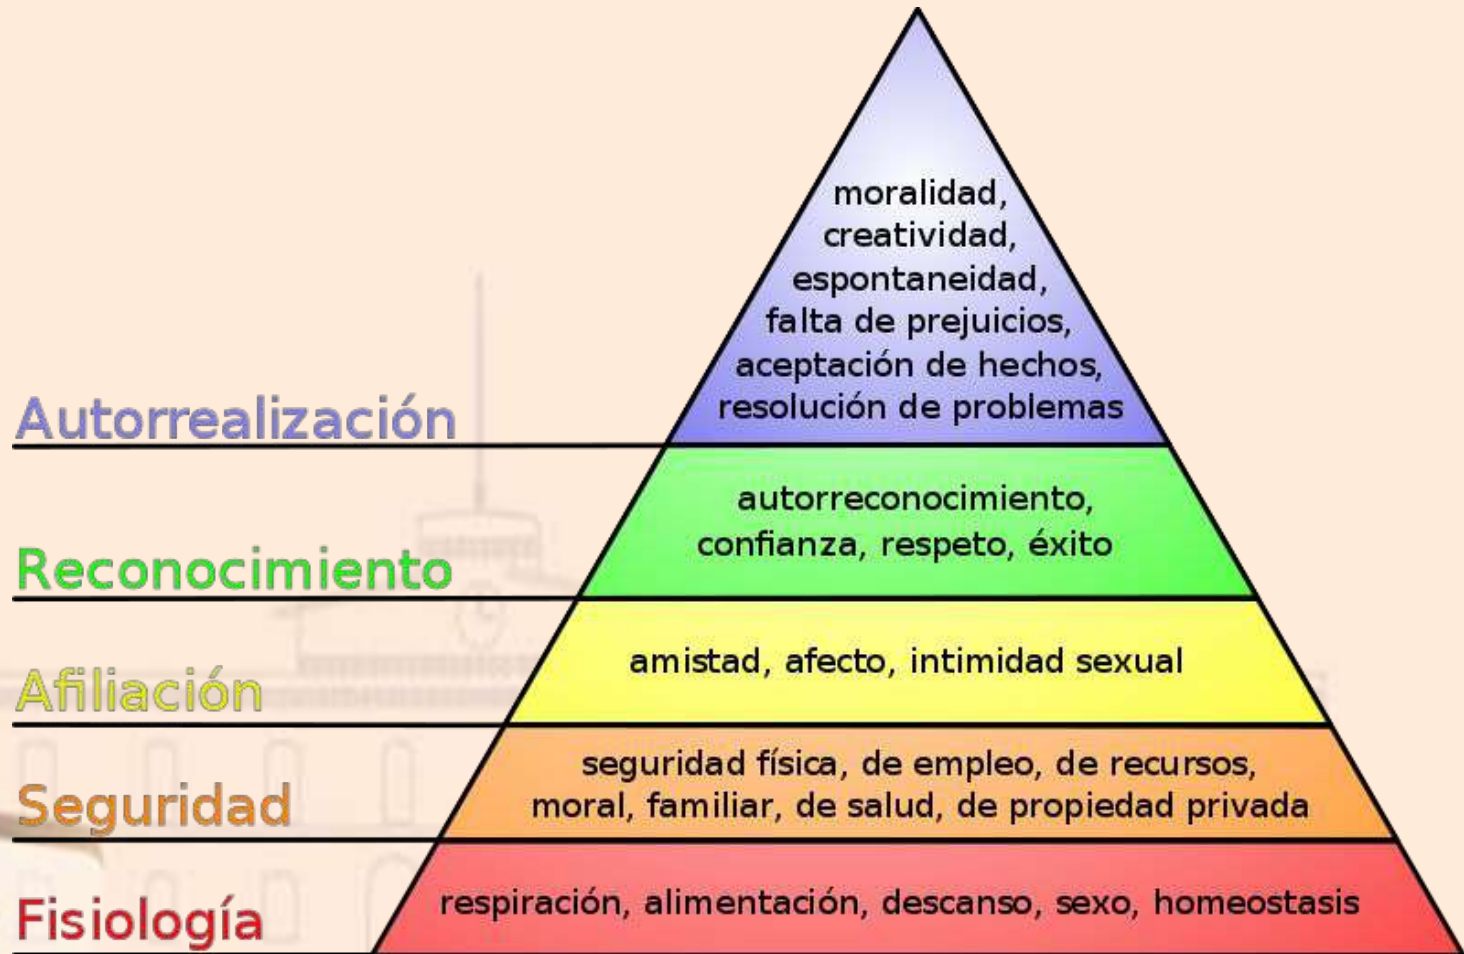 moralidad,
creatividad,
espontaneidad,
falta de prejuicios,
aceptación de hechos,
resolución de problemas
Autorrealización
autorreconocimiento,
confianza, respeto, éxito
Reconocimiento
amistad, afecto, intimidad sexual
Afiliación
seguridad física, de empleo, de recursos,
moral, familiar, de salud, de propiedad privada
Seguridad
respiración, alimentación, descanso, sexo, homeostasis
Fisiología